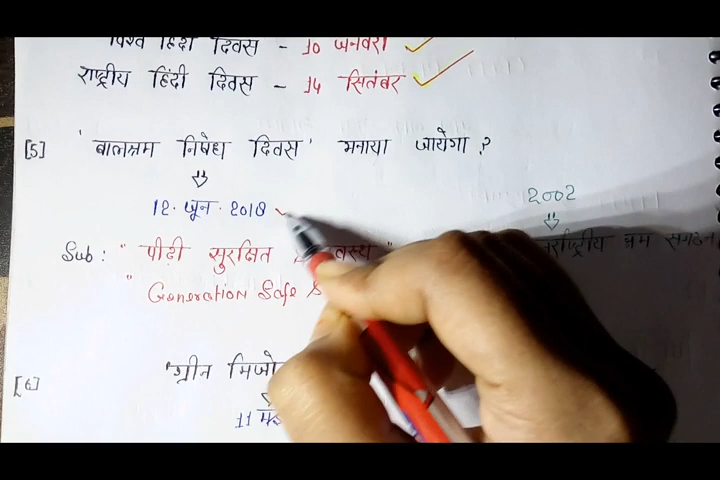 विश्व हिंदी दिवस - 10 जनवरी
राष्ट्रीय हिंदी दिवस - 14 सितंबर
[5] 'बालश्रम निषेध दिवस' मनाया जायेगा ?
12. जून. 2018
2002
Sub : " पीढ़ी सुरक्षित
श्रम संगठन
" Generation Safe
[6] 'ग्रीन
11